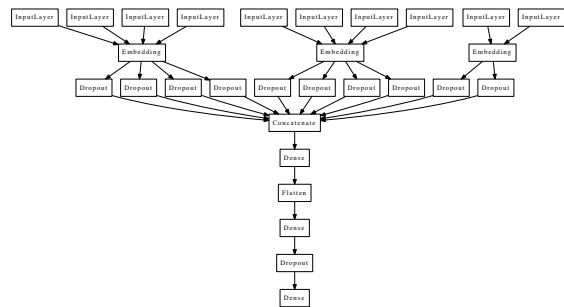 InputLayer InputLayer InputLayer InputLayer InputLayer InputLayer InputLayer InputLayer InputLayer InputLayer
Embedding Embedding Embedding
Dropout Dropout Dropout Dropout Dropout Dropout Dropout Dropout Dropout Dropout
Concatenate
Dense
Flatten
Dense
Dropout
Dense